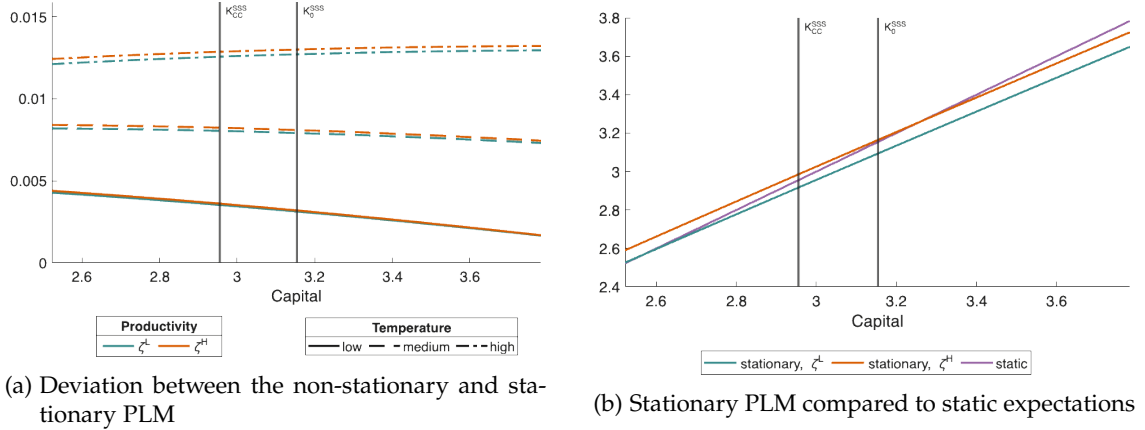 0.015
0.01
0.005
0
K_CC^SSS
K_0^SSS
2.6 2.8 3 3.2 3.4 3.6
Capital
Productivity
ζ^L ζ^H
Temperature
low medium high
(a) Deviation between the non-stationary and sta-
tionary PLM
3.8
3.6
3.4
3.2
3
2.8
2.6
2.4
K_CC^SSS
K_0^SSS
2.6 2.8 3 3.2 3.4 3.6
Capital
stationary, ζ^L stationary, ζ^H static
(b) Stationary PLM compared to static expectations